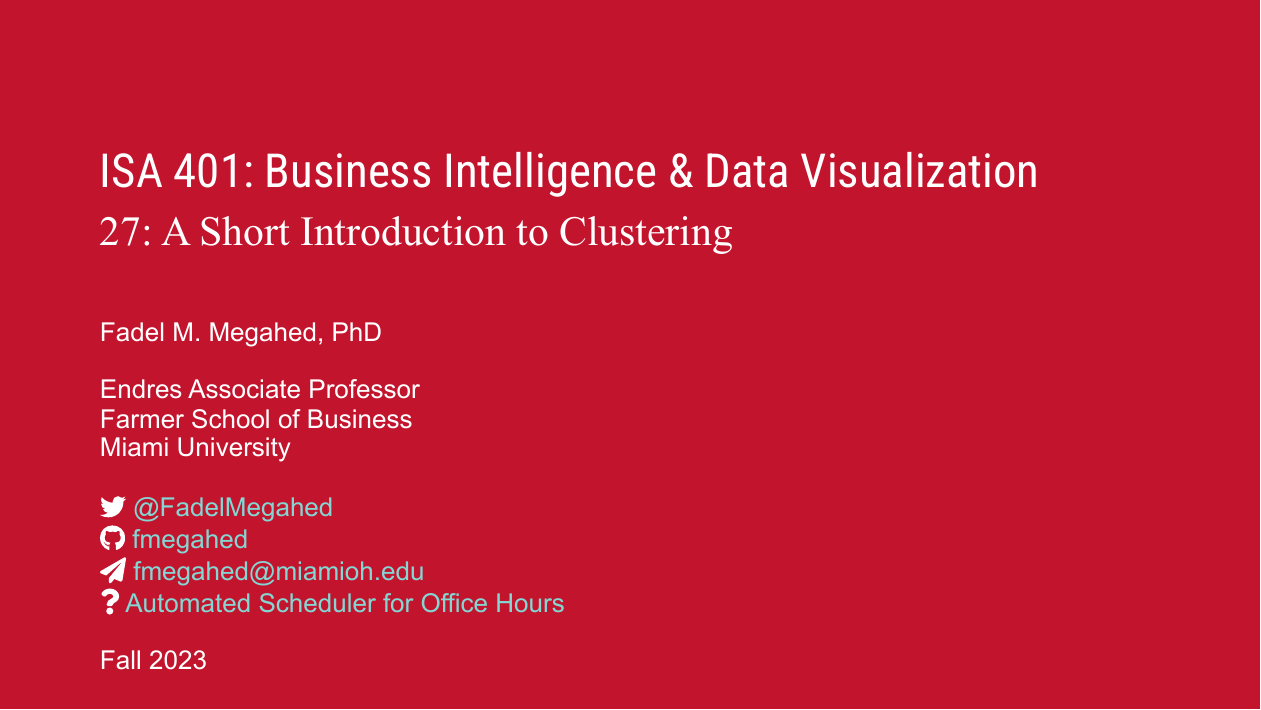 ISA 401: Business Intelligence & Data Visualization
27: A Short Introduction to Clustering
Fadel M. Megahed, PhD
Endres Associate Professor
Farmer School of Business
Miami University
@FadelMegahed
fmegahed
fmegahed@miamioh.edu
? Automated Scheduler for Office Hours
Fall 2023